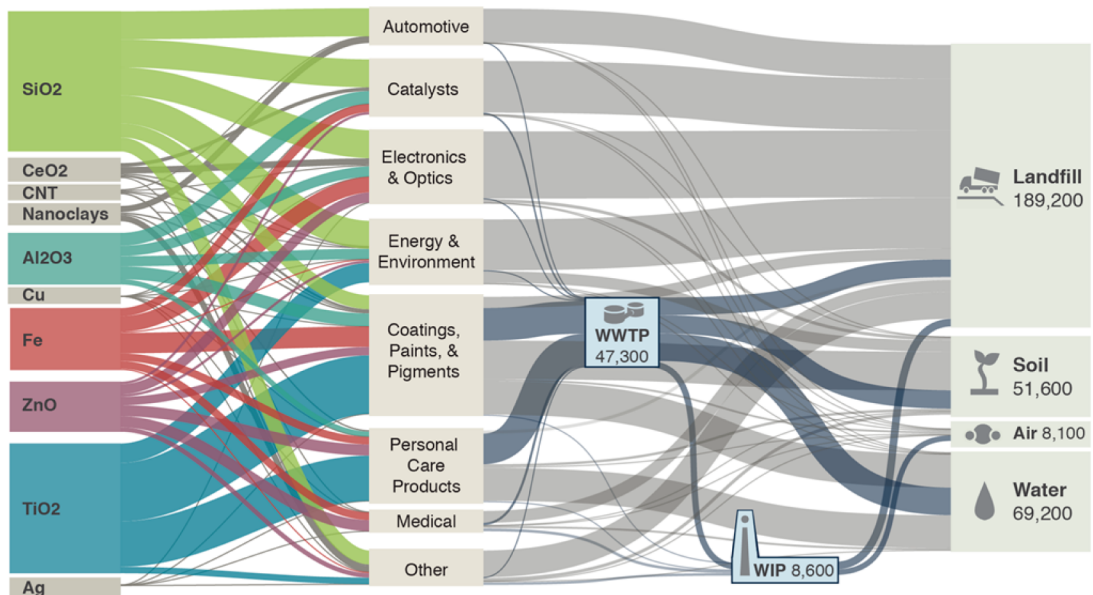 SiO2
CeO2
CNT
Nanoclays
Al2O3
Cu
Fe
ZnO
TiO2
Ag
Automotive
Catalysts
Electronics
& Optics
Energy &
Environment
Coatings,
Paints, &
Pigments
Personal
Care
Products
Medical
Other
WWTP
47,300
WIP 8,600
Landfill
189,200
Soil
51,600
Air 8,100
Water
69,200